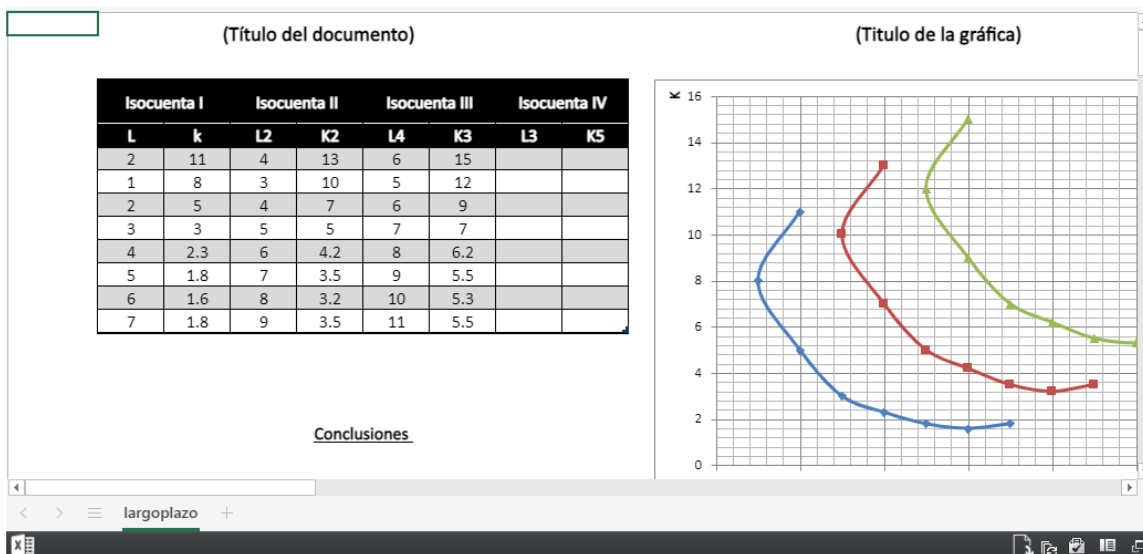 (Título del documento)
(Titulo de la gráfica)
Isocuenta I Isocuenta II Isocuenta III Isocuenta IV
L k L2 K2 L4 K3 L3 K5
2 11 4 13 6 15
1 8 3 10 5 12
2 5 4 7 6 9
3 3 5 5 7 7
4 2.3 6 4.2 8 6.2
5 1.8 7 3.5 9 5.5
6 1.6 8 3.2 10 5.3
7 1.8 9 3.5 11 5.5
Conclusiones
K
16
14
12
10
8
6
4
2
0
largoplazo